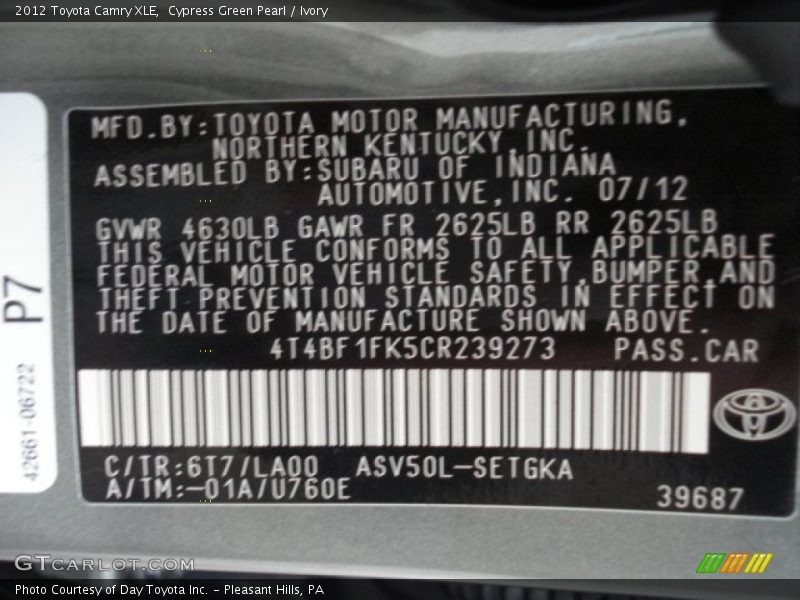 2012 Toyota Camry XLE,  Cypress Green Pearl / Ivory
MFD.BY:TOYOTA MOTOR MANUFACTURING,
NORTHERN KENTUCKY,INC.
ASSEMBLED BY:SUBARU OF INDIANA
AUTOMOTIVE,INC. 07/12
GVWR 4630LB GAWR FR 2625LB RR 2625LB
THIS VEHICLE CONFORMS TO ALL APPLICABLE
FEDERAL MOTOR VEHICLE SAFETY,BUMPER,AND
THEFT PREVENTION STANDARDS IN EFFECT ON
THE DATE OF MANUFACTURE SHOWN ABOVE.
4T4BF1FK5CR239273 PASS.CAR
C/TR:6T7/LA00 ASV50L-SETGKA
A/TM:-01A/U760E
39687
P7
42661-06722
GTCARLOT.COM
Photo Courtesy of Day Toyota Inc. - Pleasant Hills, PA